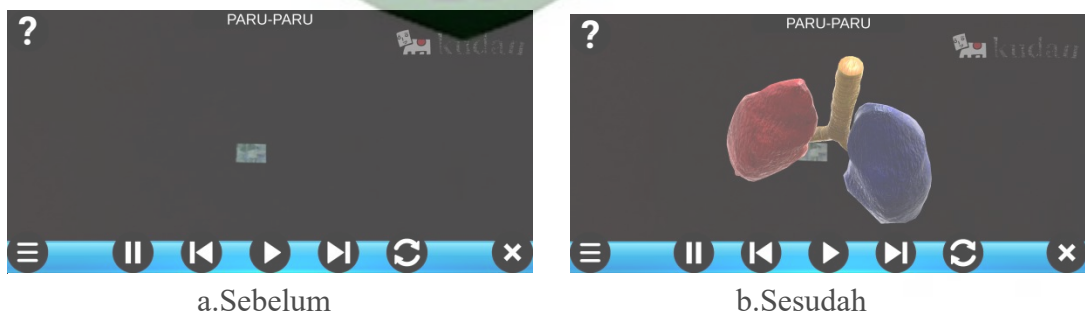 ?
PARU-PARU
kudan
a.Sebelum
?
PARU-PARU
kudan
b.Sesudah